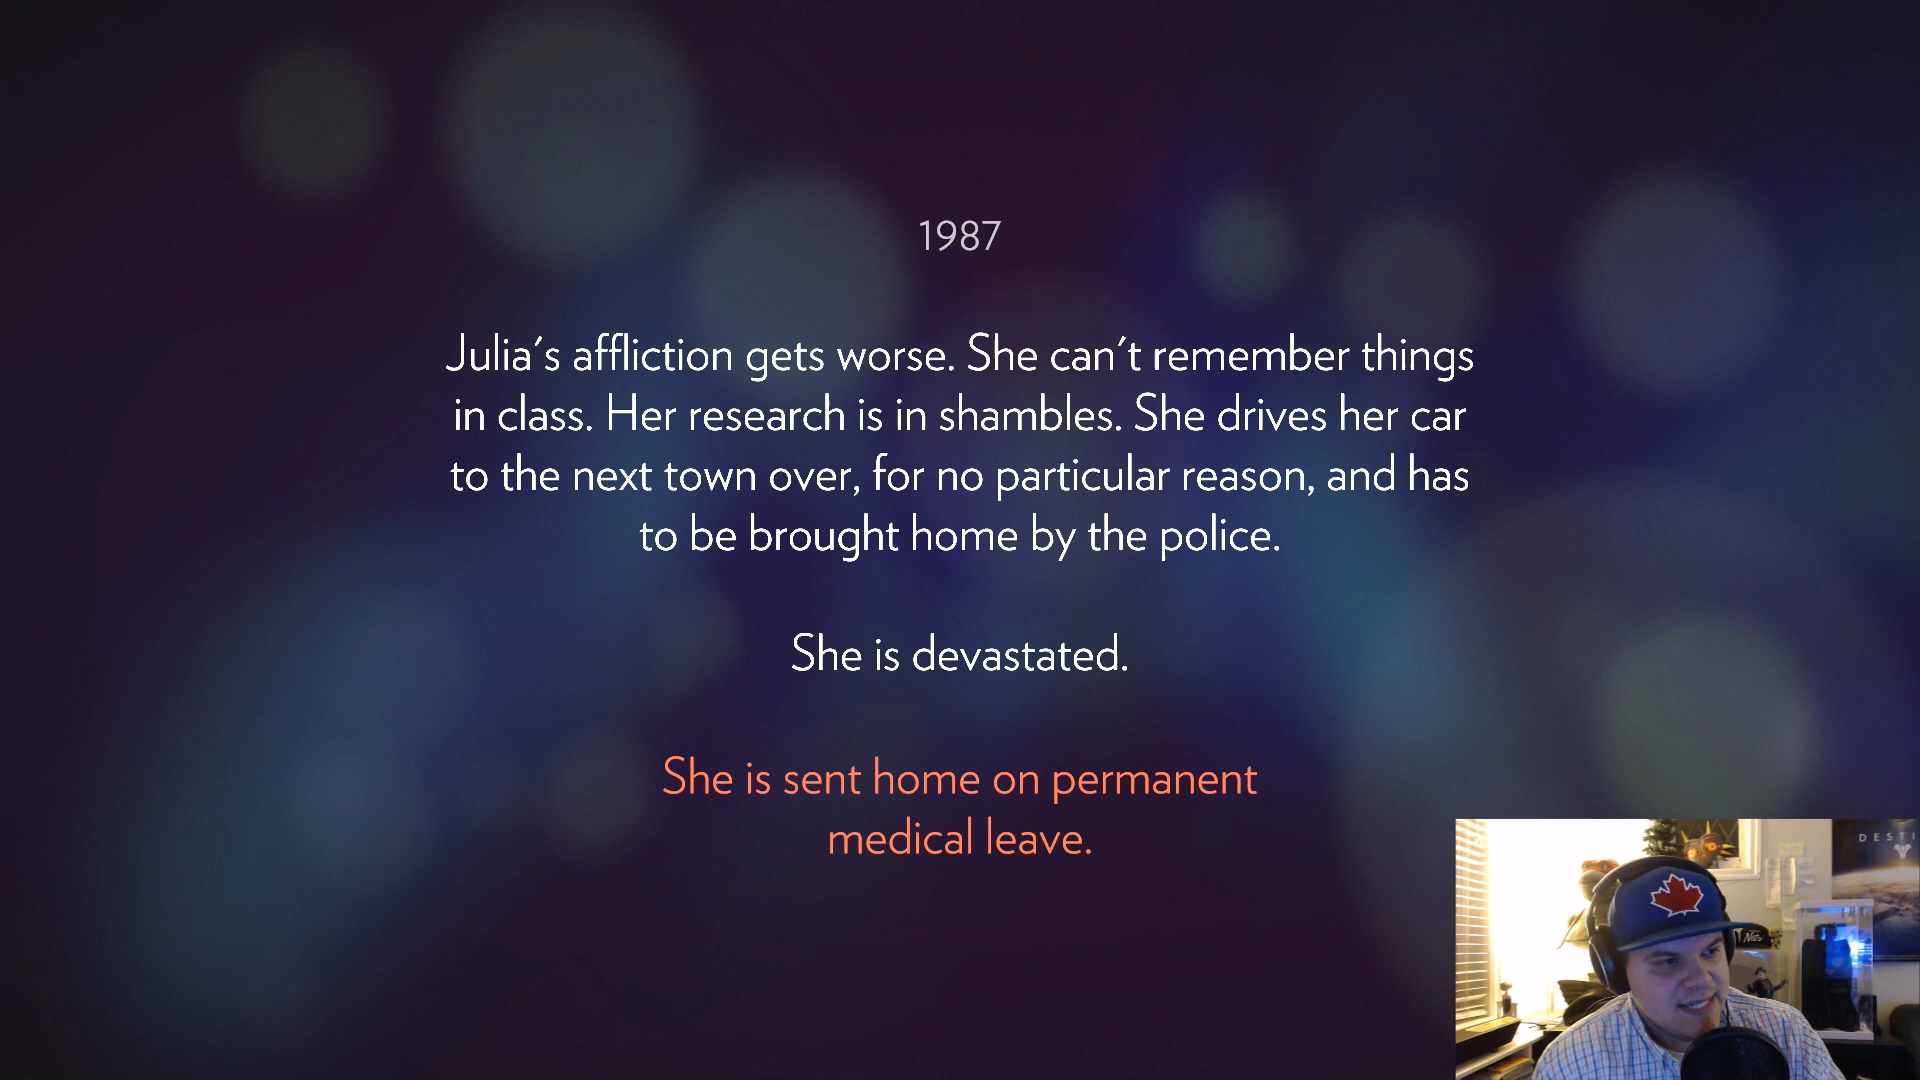 1987
Julia's affliction gets worse. She can't remember things
in class. Her research is in shambles. She drives her car
to the next town over, for no particular reason, and has
to be brought home by the police.
She is devastated.
She is sent home on permanent
medical leave.
DESTI